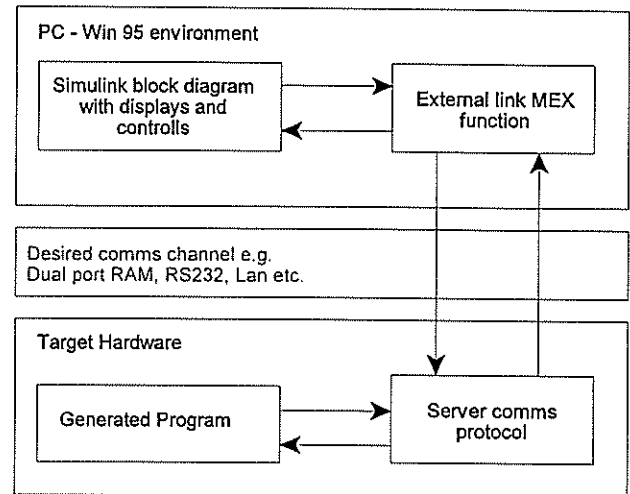 PC - Win 95 environment
Simulink block diagram
with displays and
controlls
External link MEX
function
Desired comms channel e.g.
Dual port RAM, RS232, Lan etc.
Target Hardware
Generated Program
Server comms
protocol